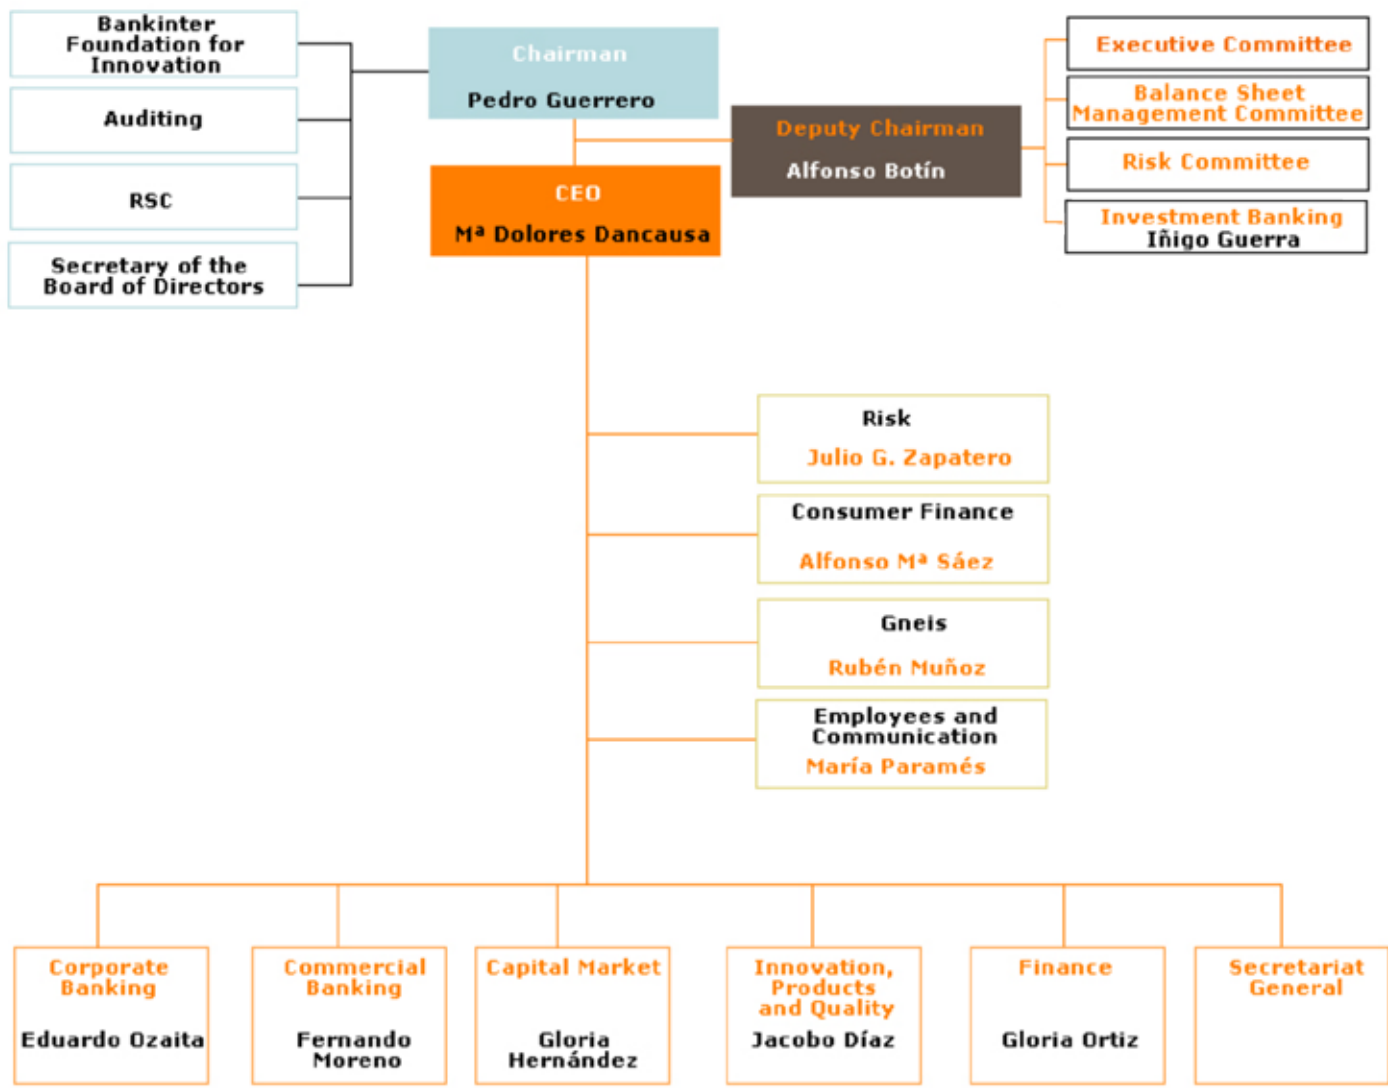 Bankinter
Foundation for
Innovation
Auditing
RSC
Secretary of the
Board of Directors
Chairman
Pedro Guerrero
CEO
Mª Dolores Dancausa
Deputy Chairman
Alfonso Botín
Executive Committee
Balance Sheet
Management Committee
Risk Committee
Investment Banking
Iñigo Guerra
Risk
Julio G. Zapatero
Consumer Finance
Alfonso Mª Sáez
Gneis
Rubén Muñoz
Employees and
Communication
María Paramés
Corporate
Banking
Eduardo Ozaita
Commercial
Banking
Fernando
Moreno
Capital Market
Gloria
Hernández
Innovation,
Products
and Quality
Jacobo Díaz
Finance
Gloria Ortiz
Secretariat
General